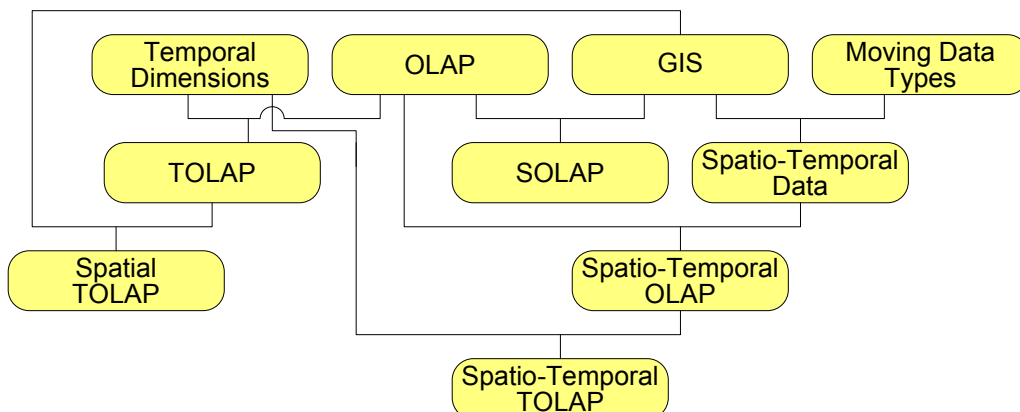 Temporal
Dimensions
OLAP
GIS
Moving Data
Types
TOLAP
SOLAP
Spatio-Temporal
Data
Spatial
TOLAP
Spatio-Temporal
OLAP
Spatio-Temporal
TOLAP